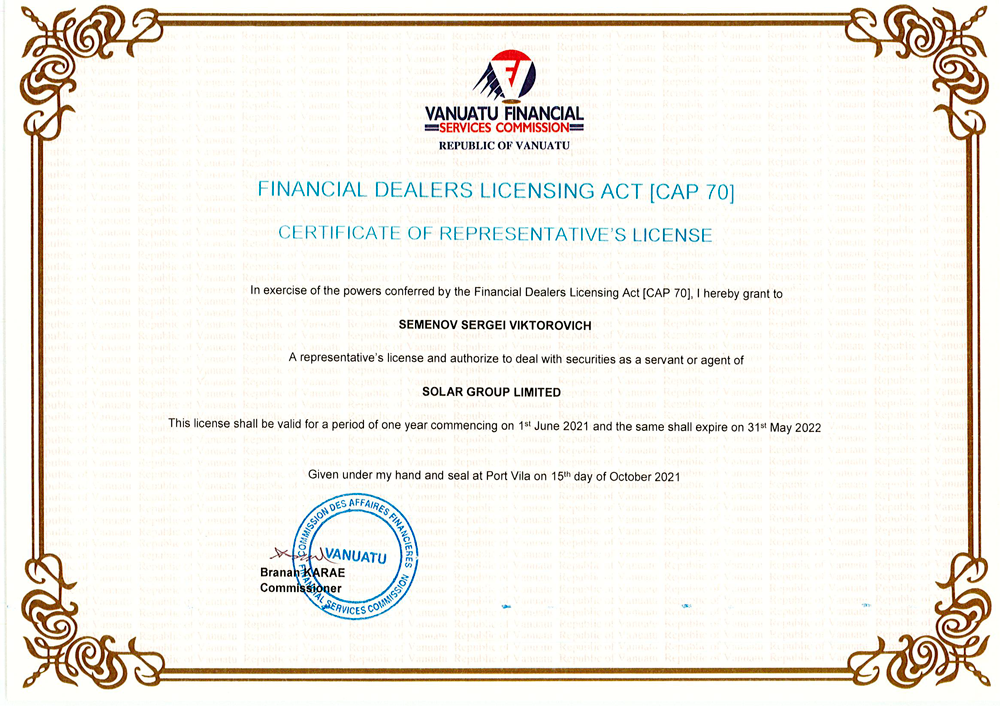 VANUATU FINANCIAL
SERVICES COMMISSION
REPUBLIC OF VANUATU
FINANCIAL DEALERS LICENSING ACT [CAP 70]
CERTIFICATE OF REPRESENTATIVE'S LICENSE
In exercise of the powers conferred by the Financial Dealers Licensing Act [CAP 70], I hereby grant to
SEMENOV SERGEI VIKTOROVICH
A representative's license and authorize to deal with securities as a servant or agent of
SOLAR GROUP LIMITED
This license shall be valid for a period of one year commencing on 1st June 2021 and the same shall expire on 31st May 2022
Given under my hand and seal at Port Vila on 15th day of October 2021
COMMISSION DES AFFAIRES FINANCIERES
VANUATU
FINANCIAL SERVICES COMMISSION
Branan KARAE
Commissioner